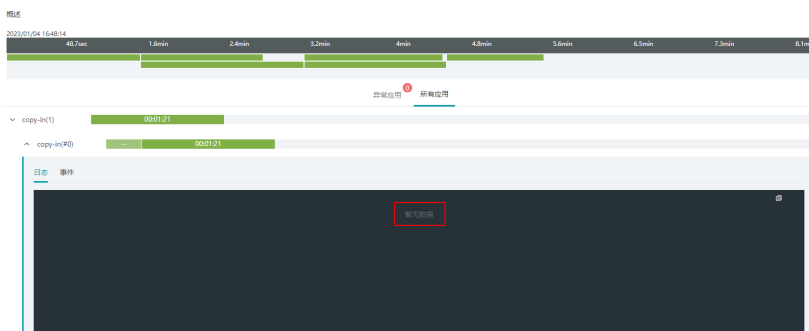 概述
2023/01/04 16:48:14
48.7sec 1.6min 2.4min 3.2min 4min 4.8min 5.6min 6.5min 7.3min 8.1m
异常应用 0 所有应用
copy-in(1) 00:01:21
copy-in(#0) ... 00:01:21
日志 事件
暂无数据